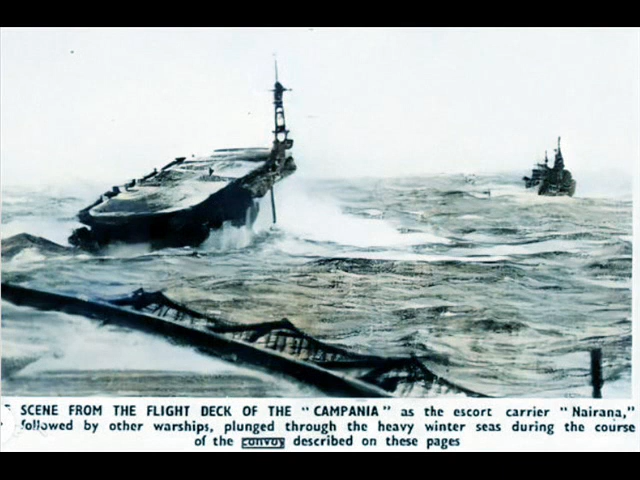 SCENE FROM THE FLIGHT DECK OF THE "CAMPANIA" as the escort carrier "Nairana,"
followed by other warships, plunged through the heavy winter seas during the course
of the convoy described on these pages